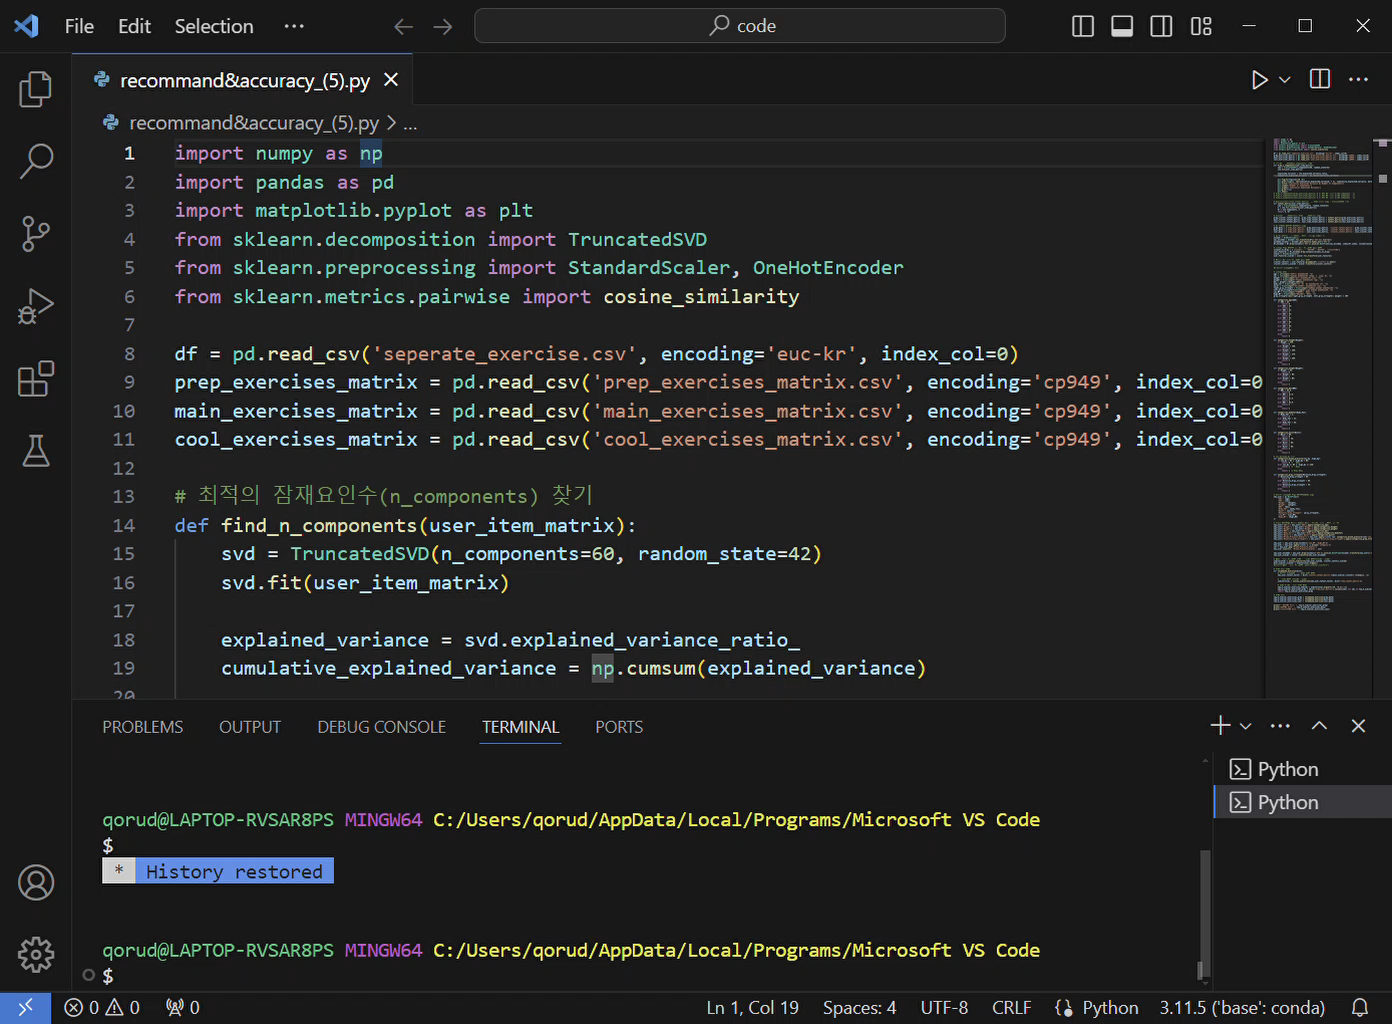 File Edit Selection ··· code
recommand&accuracy_(5).py
recommand&accuracy_(5).py > ...
1 import numpy as np
2 import pandas as pd
3 import matplotlib.pyplot as plt
4 from sklearn.decomposition import TruncatedSVD
5 from sklearn.preprocessing import StandardScaler, OneHotEncoder
6 from sklearn.metrics.pairwise import cosine_similarity
7
8 df = pd.read_csv('seperate_exercise.csv', encoding='euc-kr', index_col=0)
9 prep_exercises_matrix = pd.read_csv('prep_exercises_matrix.csv', encoding='cp949', index_col=0
10 main_exercises_matrix = pd.read_csv('main_exercises_matrix.csv', encoding='cp949', index_col=0
11 cool_exercises_matrix = pd.read_csv('cool_exercises_matrix.csv', encoding='cp949', index_col=0
12
13 # 최적의 잠재요인수(n_components) 찾기
14 def find_n_components(user_item_matrix):
15 svd = TruncatedSVD(n_components=60, random_state=42)
16 svd.fit(user_item_matrix)
17
18 explained_variance = svd.explained_variance_ratio_
19 cumulative_explained_variance = np.cumsum(explained_variance)
20
PROBLEMS OUTPUT DEBUG CONSOLE TERMINAL PORTS
Python
Python
qorud@LAPTOP-RVSAR8PS MINGW64 C:/Users/qorud/AppData/Local/Programs/Microsoft VS Code
$
* History restored
qorud@LAPTOP-RVSAR8PS MINGW64 C:/Users/qorud/AppData/Local/Programs/Microsoft VS Code
$
0 0 0 Ln 1, Col 19 Spaces: 4 UTF-8 CRLF Python 3.11.5 ('base': conda)